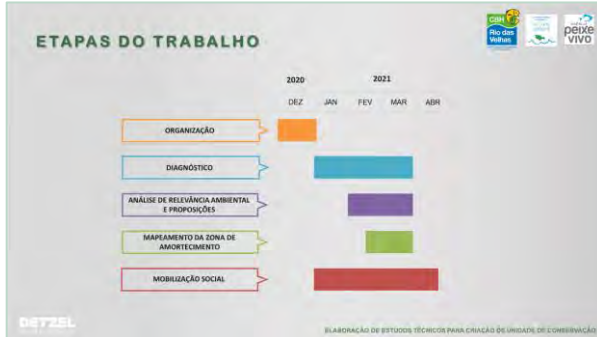 ETAPAS DO TRABALHO
CBH
Rio das
Velhas
peixe
vivo
2020 2021
DEZ JAN FEV MAR ABR
ORGANIZAÇÃO
DIAGNÓSTICO
ANÁLISE DE RELEVÂNCIA AMBIENTAL
E PROPOSIÇÕES
MAPEAMENTO DA ZONA DE
AMORTECIMENTO
MOBILIZAÇÃO SOCIAL
DETZEL
ELABORAÇÃO DE ESTUDOS TÉCNICOS PARA CRIAÇÃO DE UNIDADE DE CONSERVAÇÃO